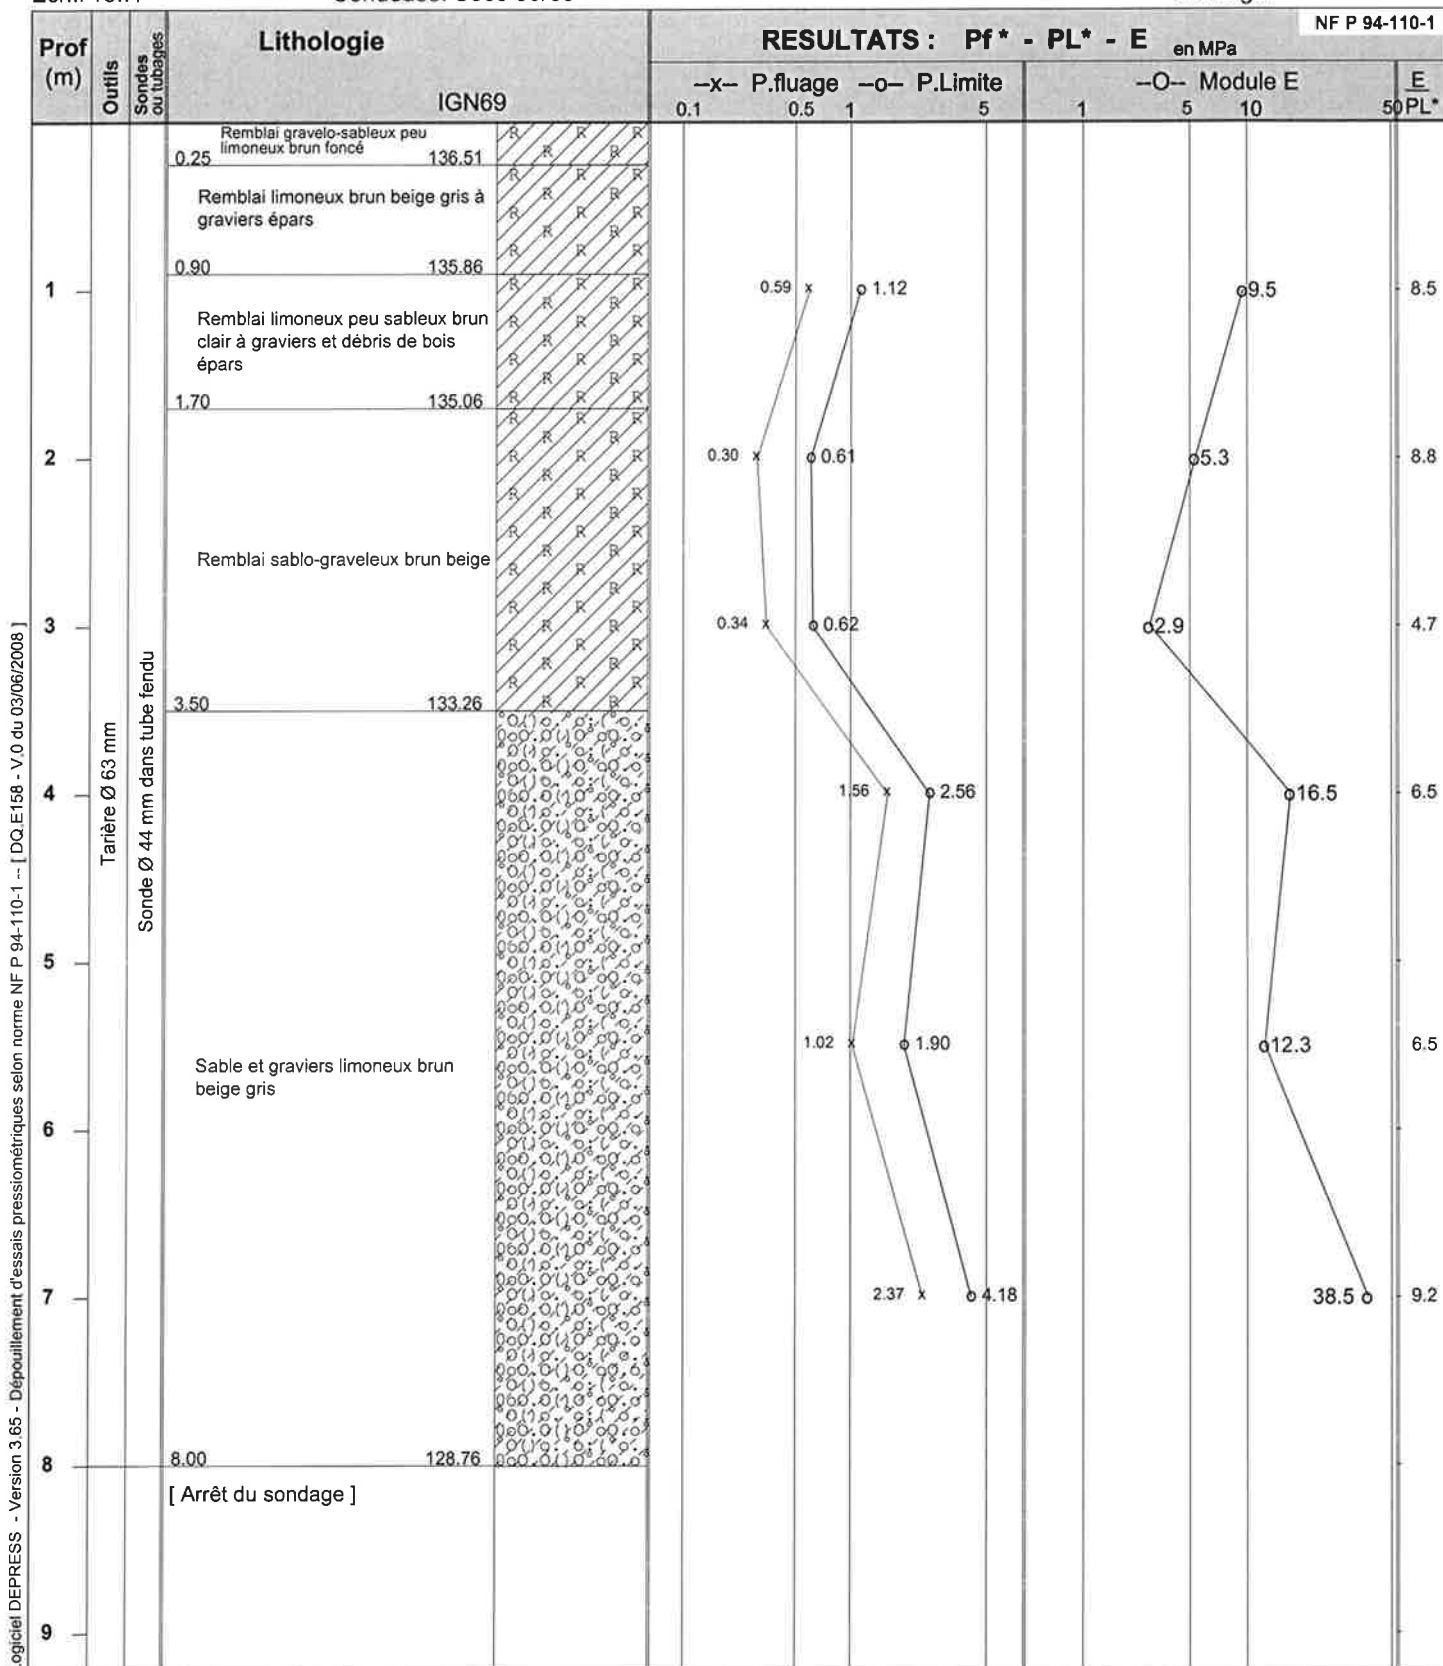 NF P 94-110-1
Prof
(m)
Outils
Sondes
ou tubages
Lithologie
IGN69
RESULTATS : Pf* - PL* - E en MPa
--x-- P.fluage --o-- P.Limite
--O-- Module E
E
PL*
0.1 0.5 1 5 1 5 10 50
Remblai gravelo-sableux peu
limoneux brun foncé
0.25 136.51
Remblai limoneux brun beige gris à
graviers épars
0.90 135.86
1 0.59 1.12 9.5 8.5
Remblai limoneux peu sableux brun
clair à graviers et débris de bois
épars
1.70 135.06
2 0.30 0.61 5.3 8.8
Remblai sablo-graveleux brun beige
3 0.34 0.62 2.9 4.7
3.50 133.26
4 1.56 2.56 16.5 6.5
5
1.02 1.90 12.3 6.5
Sable et graviers limoneux brun
beige gris
6
7 2.37 4.18 38.5 9.2
8.00 128.76
8
[ Arrêt du sondage ]
9
Tarière Ø 63 mm
Sonde Ø 44 mm dans tube fendu
Logiciel DEPRESS - Version 3.65 - Dépouillement d'essais pressiométriques selon norme NF P 94-110-1 -- [ DQ.E158 - V.0 du 03/06/2008 ]